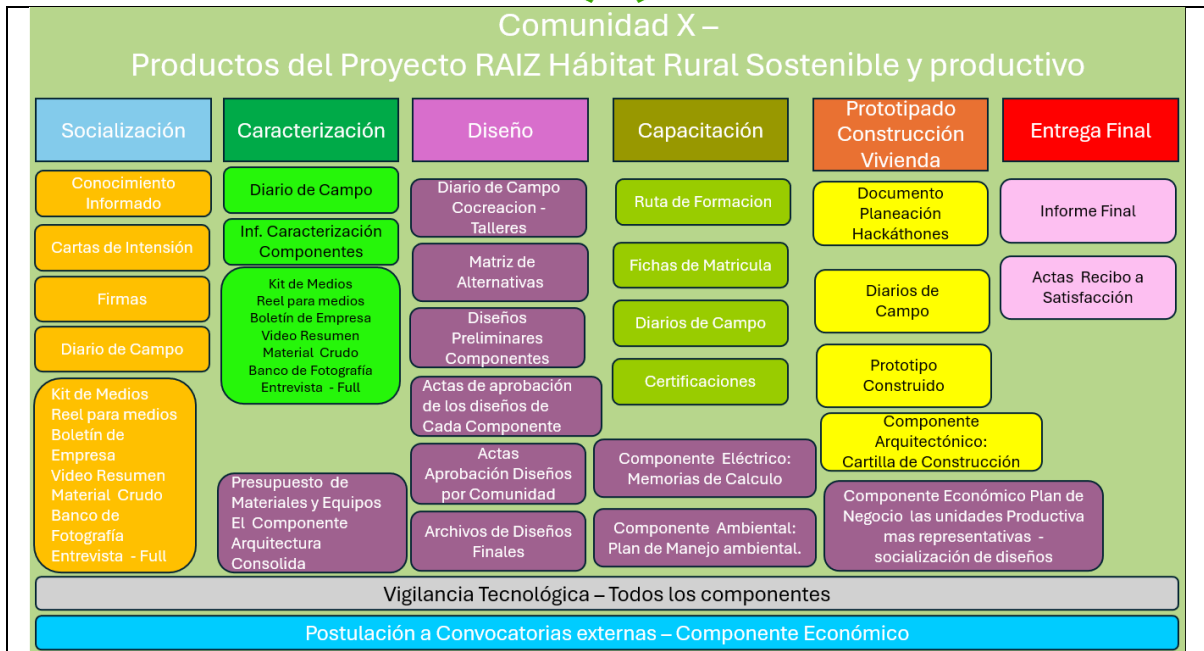 Comunidad X –
Productos del Proyecto RAIZ Hábitat Rural Sostenible y productivo
Socialización
Conocimiento
Informado
Cartas de Intensión
Firmas
Diario de Campo
Kit de Medios
Reel para medios
Boletín de
Empresa
Video Resumen
Material Crudo
Banco de
Fotografía
Entrevista - Full
Caracterización
Diario de Campo
Inf. Caracterización
Componentes
Kit de Medios
Reel para medios
Boletín de Empresa
Video Resumen
Material Crudo
Banco de Fotografía
Entrevista - Full
Presupuesto de
Materiales y Equipos
El Componente
Arquitectura
Consolida
Diseño
Diario de Campo
Cocreacion -
Talleres
Matriz de
Alternativas
Diseños
Preliminares
Componentes
Actas de aprobación
de los diseños de
Cada Componente
Actas
Aprobación Diseños
por Comunidad
Archivos de Diseños
Finales
Capacitación
Ruta de Formacion
Fichas de Matricula
Diarios de Campo
Certificaciones
Componente Eléctrico:
Memorias de Calculo
Componente Ambiental:
Plan de Manejo ambiental.
Prototipado
Construcción
Vivienda
Documento
Planeación
Hackáthones
Diarios de
Campo
Prototipo
Construido
Componente
Arquitectónico:
Cartilla de Construcción
Componente Económico Plan de
Negocio las unidades Productiva
mas representativas -
socialización de diseños
Entrega Final
Informe Final
Actas Recibo a
Satisfacción
Vigilancia Tecnológica – Todos los componentes
Postulación a Convocatorias externas – Componente Económico